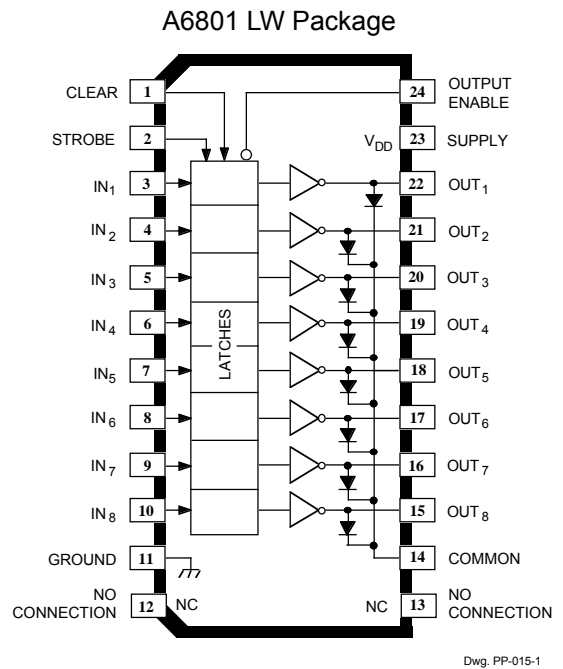 A6801 LW Package
CLEAR 1
24 OUTPUT ENABLE
STROBE 2
V_DD 23 SUPPLY
IN1 3
22 OUT1
IN2 4
21 OUT2
IN3 5
20 OUT3
IN4 6
19 OUT4
LATCHES
IN5 7
18 OUT5
IN6 8
17 OUT6
IN7 9
16 OUT7
IN8 10
15 OUT8
GROUND 11
14 COMMON
NO CONNECTION 12 NC
NC 13 NO CONNECTION
Dwg. PP-015-1